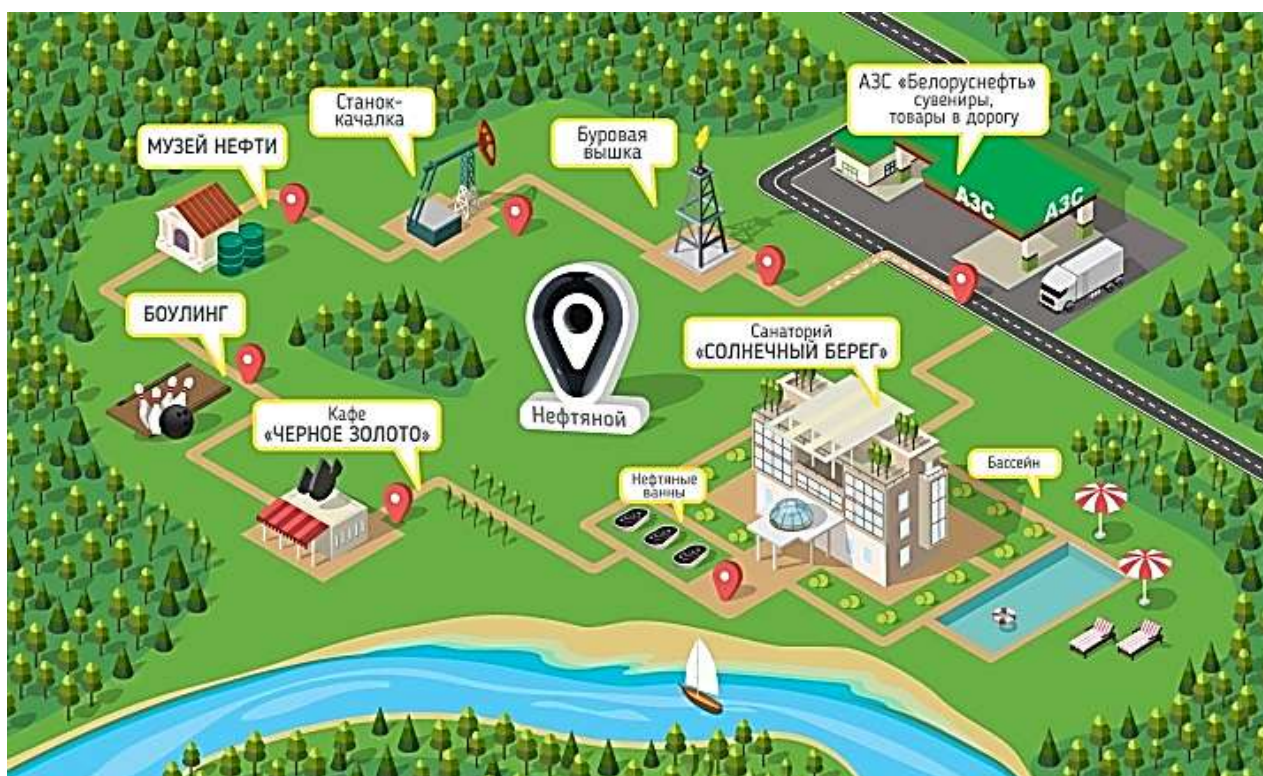 АЗС «Белоруснефть»
сувениры,
товары в дорогу
Станок-
качалка
МУЗЕЙ НЕФТИ
Буровая
вышка
АЗС
АЗС
БОУЛИНГ
Санаторий
«СОЛНЕЧНЫЙ БЕРЕГ»
Нефтяной
Кафе
«ЧЕРНОЕ ЗОЛОТО»
Бассейн
Нефтяные
ванны